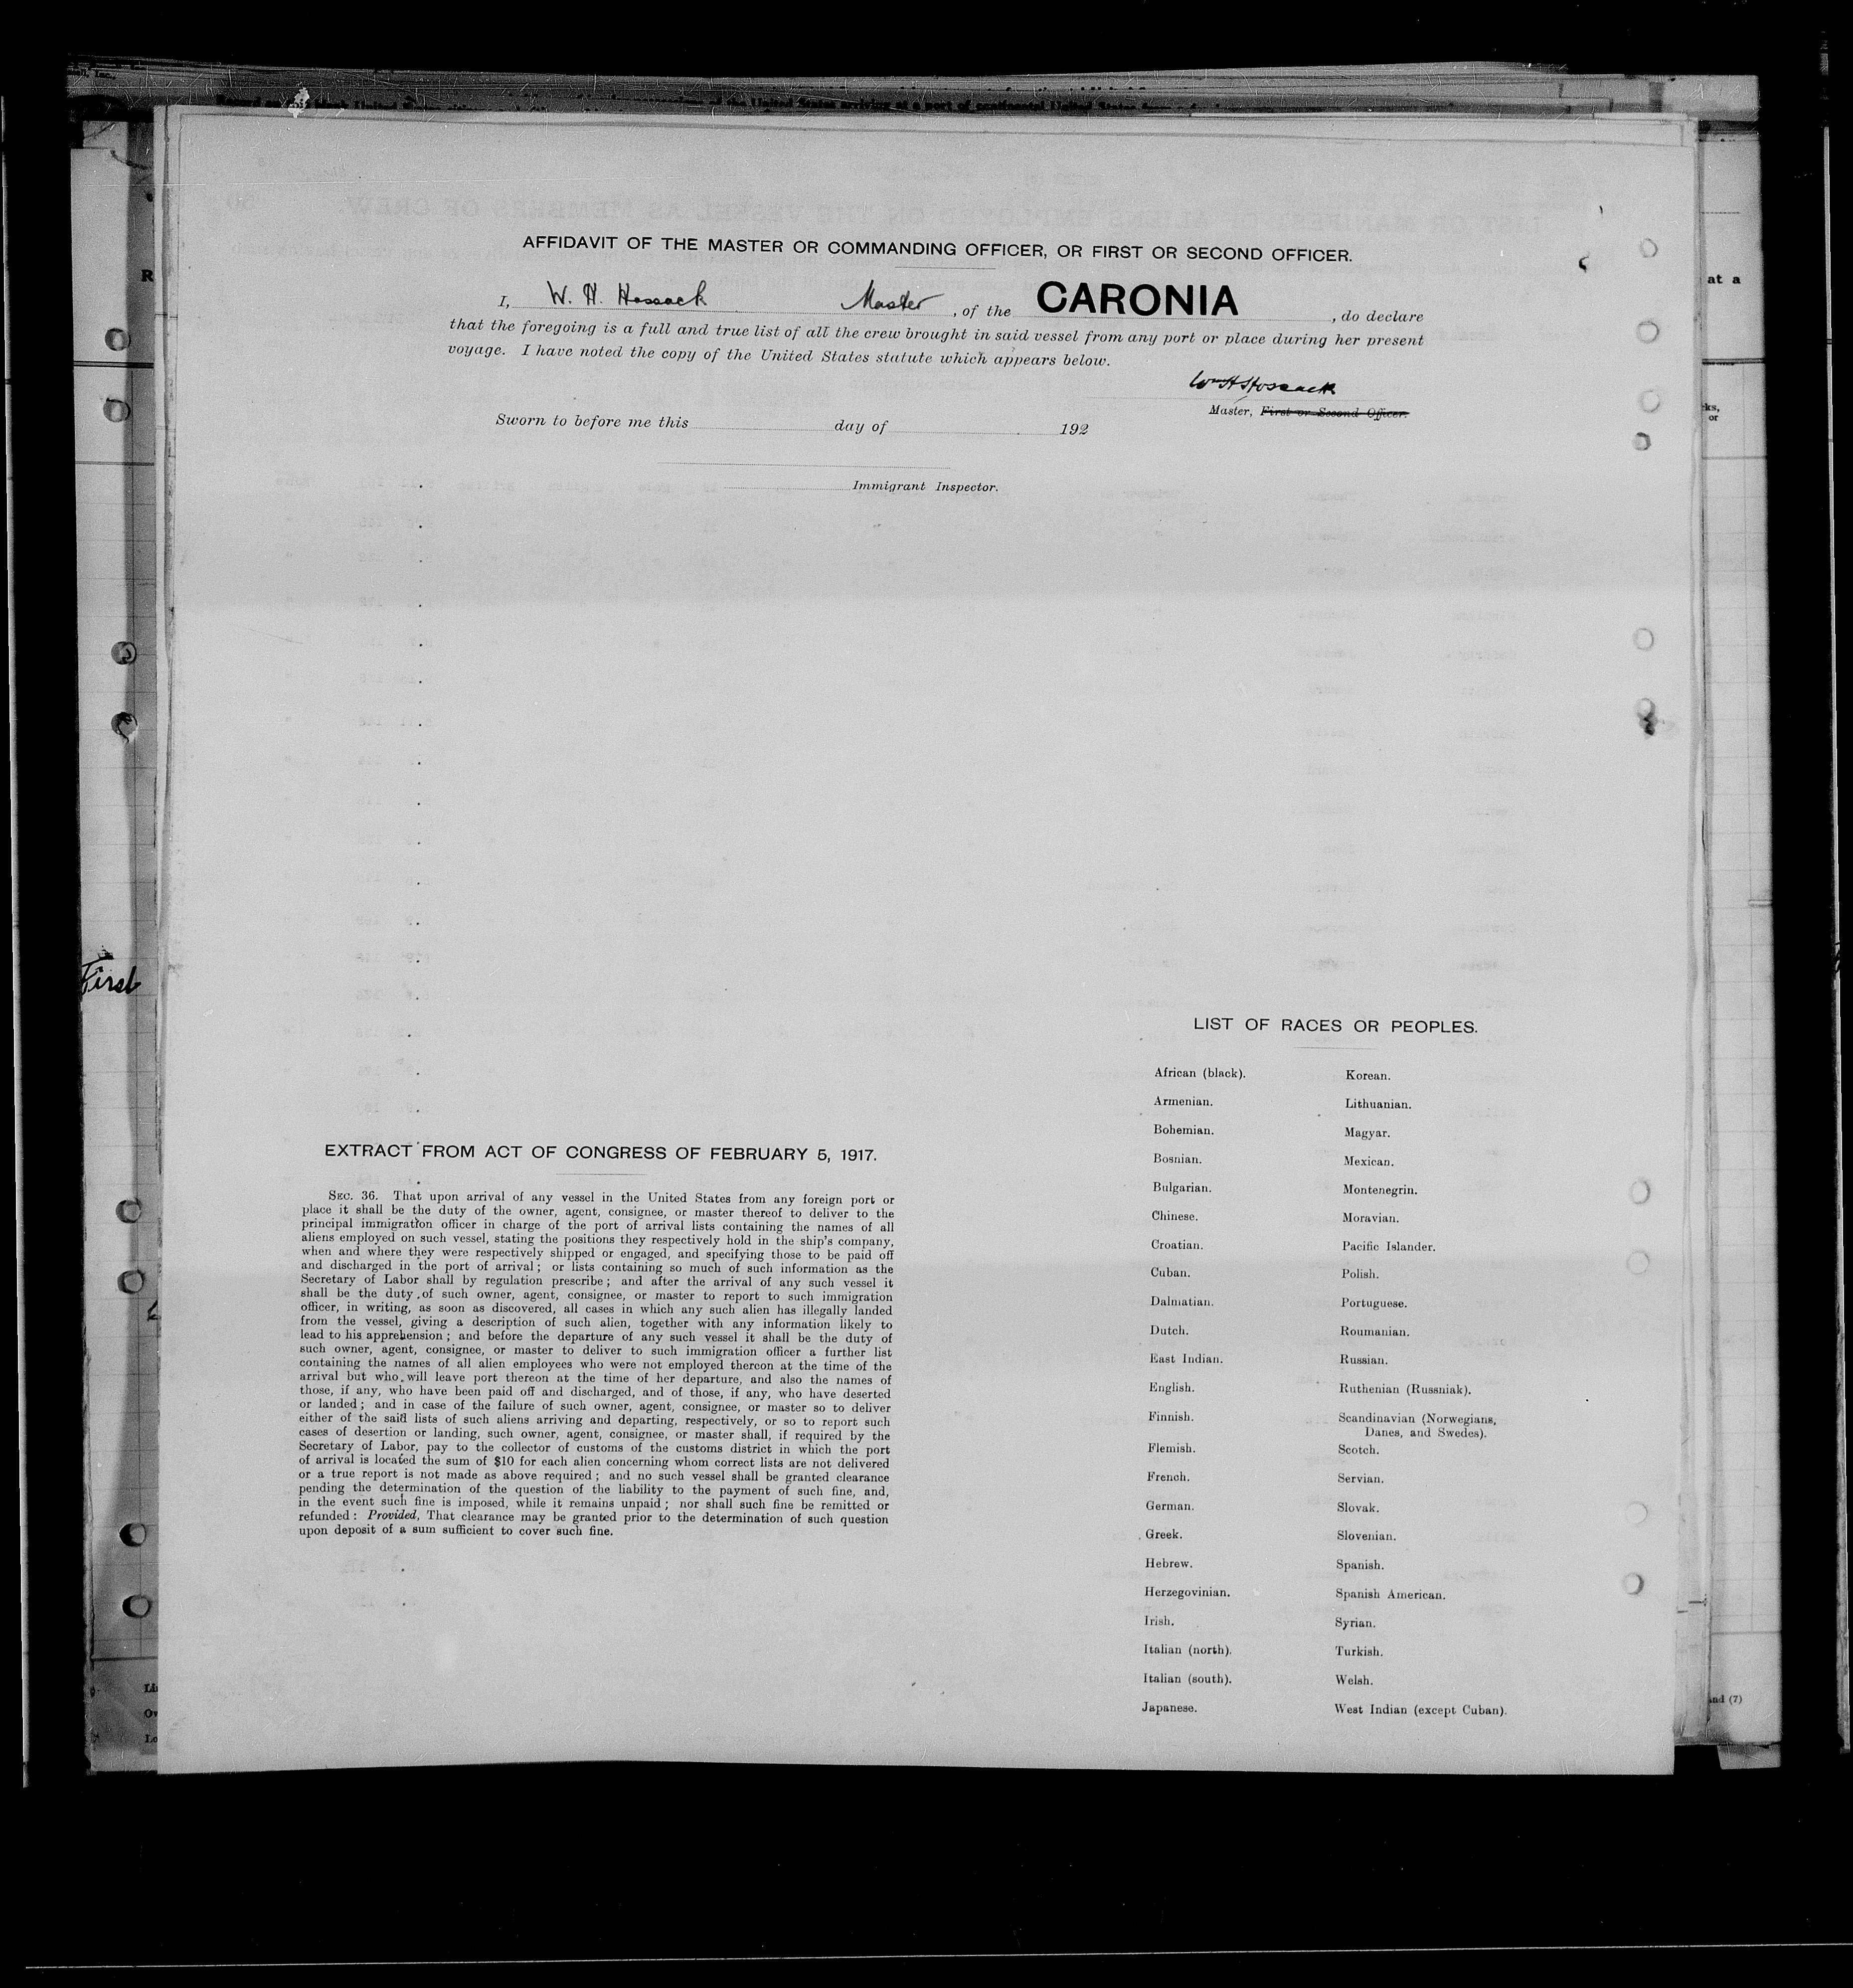 AFFIDAVIT OF THE MASTER OR COMMANDING OFFICER, OR FIRST OR SECOND OFFICER.
I, W. H. Hossack Master, of the CARONIA, do declare
that the foregoing is a full and true list of all the crew brought in said vessel from any port or place during her present
voyage. I have noted the copy of the United States statute which appears below.
Wm H Hossack
Master, First or Second Officer.
Sworn to before me this day of 192
Immigrant Inspector.
First
at a
and (7)
EXTRACT FROM ACT OF CONGRESS OF FEBRUARY 5, 1917.
SEC. 36. That upon arrival of any vessel in the United States from any foreign port or
place it shall be the duty of the owner, agent, consignee, or master thereof to deliver to the
principal immigration officer in charge of the port of arrival lists containing the names of all
aliens employed on such vessel, stating the positions they respectively hold in the ship's company,
when and where they were respectively shipped or engaged, and specifying those to be paid off
and discharged in the port of arrival; or lists containing so much of such information as the
Secretary of Labor shall by regulation prescribe; and after the arrival of any such vessel it
shall be the duty of such owner, agent, consignee, or master to report to such immigration
officer, in writing, as soon as discovered, all cases in which any such alien has illegally landed
from the vessel, giving a description of such alien, together with any information likely to
lead to his apprehension; and before the departure of any such vessel it shall be the duty of
such owner, agent, consignee, or master to deliver to such immigration officer a further list
containing the names of all alien employees who were not employed thereon at the time of the
arrival but who will leave port thereon at the time of her departure, and also the names of
those, if any, who have been paid off and discharged, and of those, if any, who have deserted
or landed; and in case of the failure of such owner, agent, consignee, or master so to deliver
either of the said lists of such aliens arriving and departing, respectively, or so to report such
cases of desertion or landing, such owner, agent, consignee, or master shall, if required by the
Secretary of Labor, pay to the collector of customs of the customs district in which the port
of arrival is located the sum of $10 for each alien concerning whom correct lists are not delivered
or a true report is not made as above required; and no such vessel shall be granted clearance
pending the determination of the question of the liability to the payment of such fine, and,
in the event such fine is imposed, while it remains unpaid; nor shall such fine be remitted or
refunded: Provided, That clearance may be granted prior to the determination of such question
upon deposit of a sum sufficient to cover such fine.
LIST OF RACES OR PEOPLES.
African (black).
Armenian.
Bohemian.
Bosnian.
Bulgarian.
Chinese.
Croatian.
Cuban.
Dalmatian.
Dutch.
East Indian.
English.
Finnish.
Flemish.
French.
German.
Greek.
Hebrew.
Herzegovinian.
Irish.
Italian (north).
Italian (south).
Japanese.
Korean.
Lithuanian.
Magyar.
Mexican.
Montenegrin.
Moravian.
Pacific Islander.
Polish.
Portuguese.
Roumanian.
Russian.
Ruthenian (Russniak).
Scandinavian (Norwegians,
Danes, and Swedes).
Scotch.
Servian.
Slovak.
Slovenian.
Spanish.
Spanish American.
Syrian.
Turkish.
Welsh.
West Indian (except Cuban).